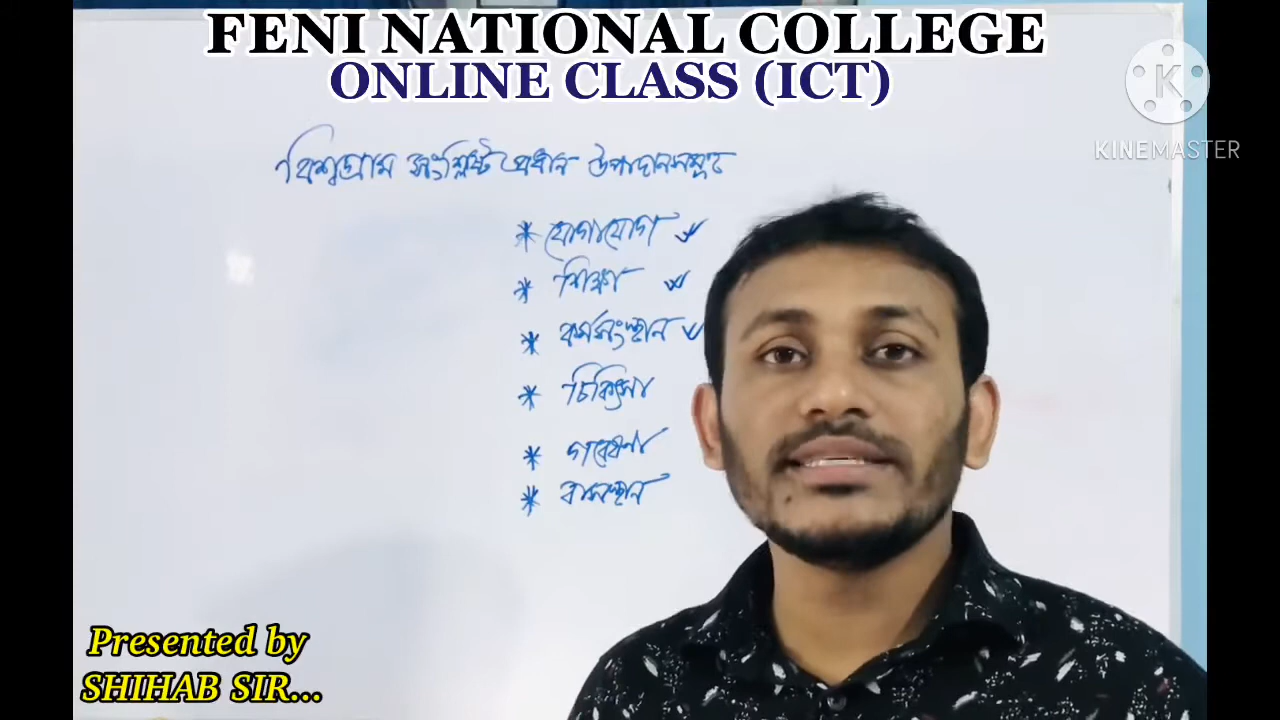 FENI NATIONAL COLLEGE
ONLINE CLASS (ICT)
K
KINEMASTER
বিশ্বগ্রাম সংশ্লিষ্ট প্রধান উপাদানসমূহ
* যোগাযোগ
* শিক্ষা
* কর্মসংস্থান
* চিকিৎসা
* গবেষণা
* বাসস্থান
Presented by
SHIHAB SIR...